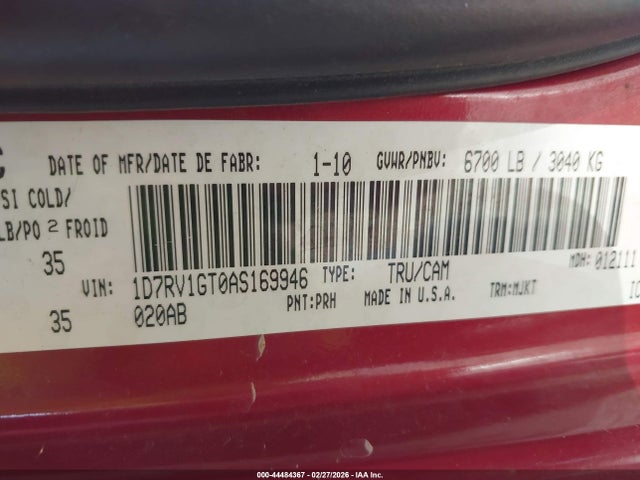 DATE OF MFR/DATE DE FABR: 1-10 GVWR/PNBV: 6700 LB / 3040 KG
SI COLD/
LB/PO 2 FROID
35
VIN: 1D7RV1GT0AS169946 TYPE: TRU/CAM MDH: 012111
35 020AB PNT:PRH MADE IN U.S.A. TRM:MJKT IC
000-44484367 - 02/27/2026 - IAA Inc.